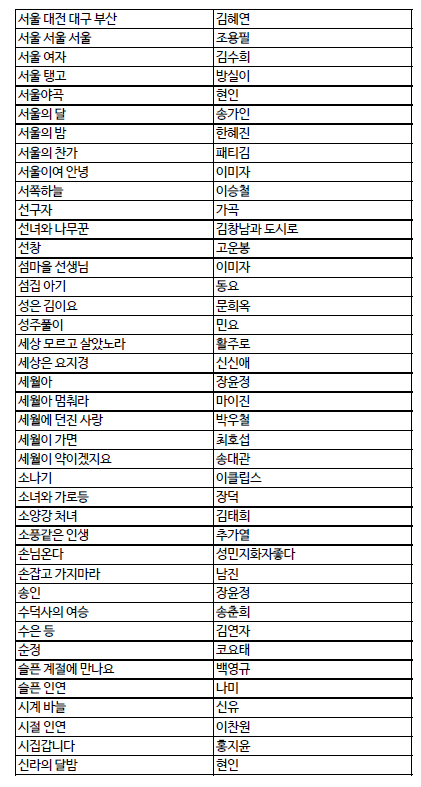 서울 대전 대구 부산 김혜연
서울 서울 서울 조용필
서울 여자 김수희
서울 탱고 방실이
서울야곡 현인
서울의 달 송가인
서울의 밤 한혜진
서울의 찬가 패티김
서울이여 안녕 이미자
서쪽하늘 이승철
선구자 가곡
선녀와 나무꾼 김창남과 도시로
선창 고운봉
섬마을 선생님 이미자
섬집 아기 동요
성은 김이요 문희옥
성주풀이 민요
세상 모르고 살았노라 활주로
세상은 요지경 신신애
세월아 장윤정
세월아 멈춰라 마이진
세월에 던진 사랑 박우철
세월이 가면 최호섭
세월이 약이겠지요 송대관
소나기 이클립스
소녀와 가로등 장덕
소양강 처녀 김태희
소풍같은 인생 추가열
손님온다 성민지화자좋다
손잡고 가지마라 남진
송인 장윤정
수덕사의 여승 송춘희
수은 등 김연자
순정 코요태
슬픈 계절에 만나요 백영규
슬픈 인연 나미
시계 바늘 신유
시절 인연 이찬원
시집갑니다 홍지윤
신라의 달밤 현인